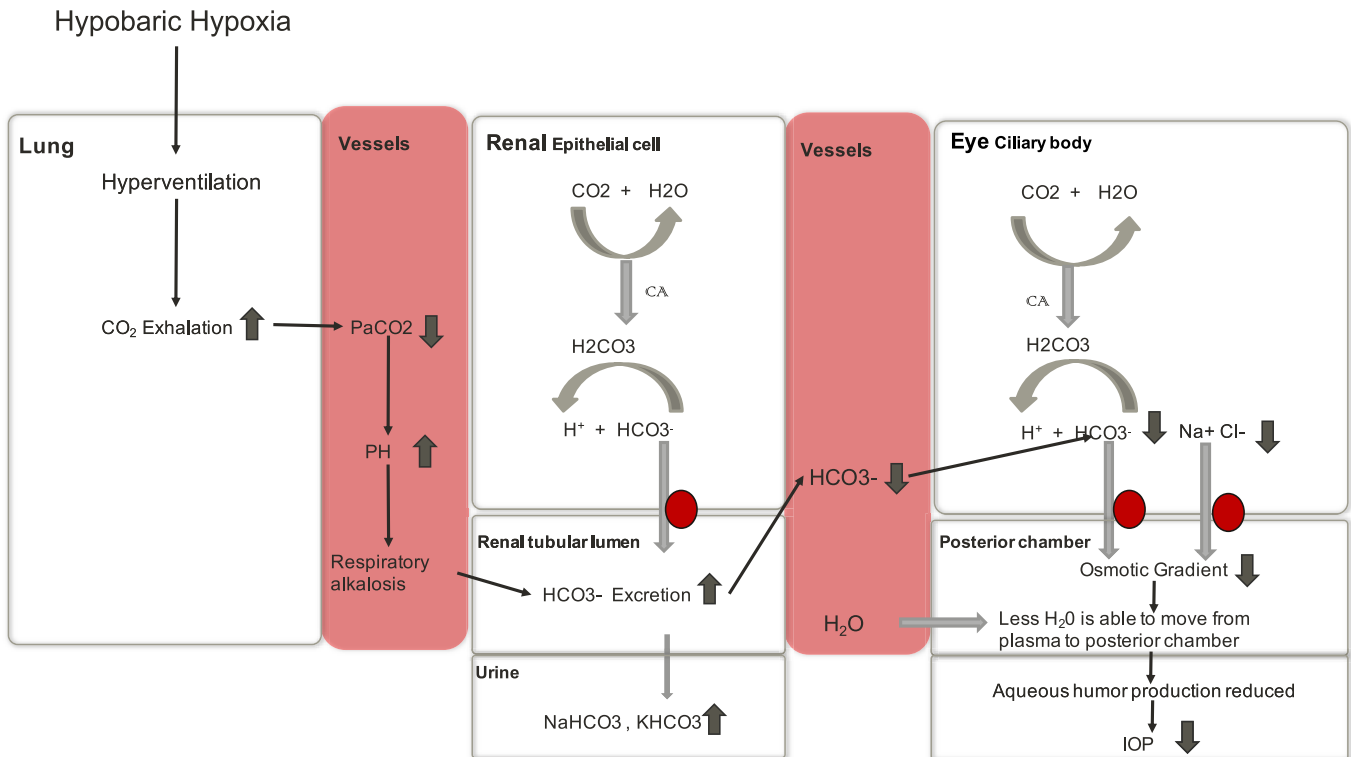 Hypobaric Hypoxia
Lung
Hyperventilation
CO₂ Exhalation
Vessels
PaCO2
PH
Respiratory
alkalosis
Renal Epithelial cell
CO2 + H2O
CA
H2CO3
H⁺ + HCO3⁻
Renal tubular lumen
HCO3- Excretion
Urine
NaHCO3 , KHCO3
Vessels
HCO3-
H₂O
Eye Ciliary body
CO2 + H2O
CA
H2CO3
H⁺ + HCO3⁻ Na+ Cl-
Posterior chamber
Osmotic Gradient
Less H₂0 is able to move from
plasma to posterior chamber
Aqueous humor production reduced
IOP